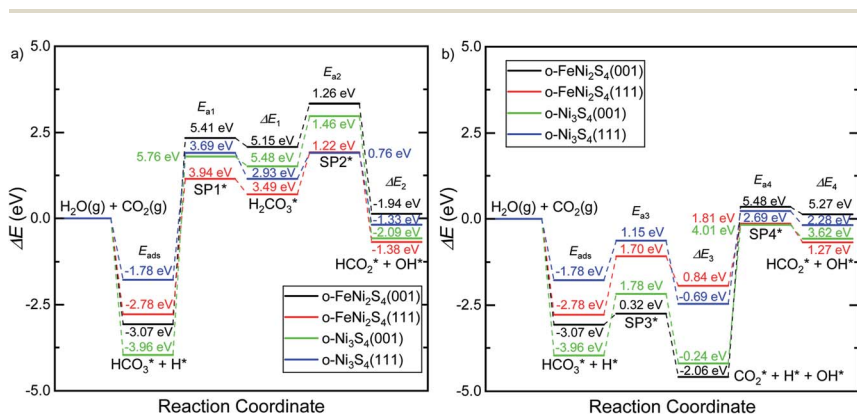 a)
5.0
2.5
0.0
-2.5
-5.0
ΔE (eV)
Reaction Coordinate
H₂O(g) + CO₂(g)
E_ads
-1.78 eV
-2.78 eV
-3.07 eV
-3.96 eV
HCO₃* + H*
E_a1
5.41 eV
3.69 eV
5.76 eV
3.94 eV
SP1*
ΔE₁
5.15 eV
5.48 eV
2.93 eV
3.49 eV
H₂CO₃*
E_a2
1.26 eV
1.46 eV
1.22 eV
0.76 eV
SP2*
ΔE₂
-1.94 eV
-1.33 eV
-2.09 eV
-1.38 eV
HCO₂* + OH*
o-FeNi₂S₄(001)
o-FeNi₂S₄(111)
o-Ni₃S₄(001)
o-Ni₃S₄(111)
b)
5.0
2.5
0.0
-2.5
-5.0
ΔE (eV)
Reaction Coordinate
o-FeNi₂S₄(001)
o-FeNi₂S₄(111)
o-Ni₃S₄(001)
o-Ni₃S₄(111)
H₂O(g) + CO₂(g)
E_ads
-1.78 eV
-2.78 eV
-3.07 eV
-3.96 eV
HCO₃* + H*
E_a3
1.15 eV
1.70 eV
1.78 eV
0.32 eV
SP3*
ΔE₃
0.84 eV
-0.69 eV
-0.24 eV
-2.06 eV
CO₂* + H* + OH*
E_a4
5.48 eV
1.81 eV
2.69 eV
4.01 eV
SP4*
ΔE₄
5.27 eV
2.28 eV
3.62 eV
1.27 eV
HCO₂* + OH*